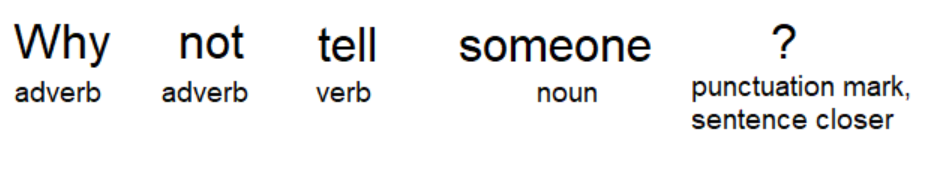 Why not tell someone ?
adverb adverb verb noun punctuation mark,
sentence closer